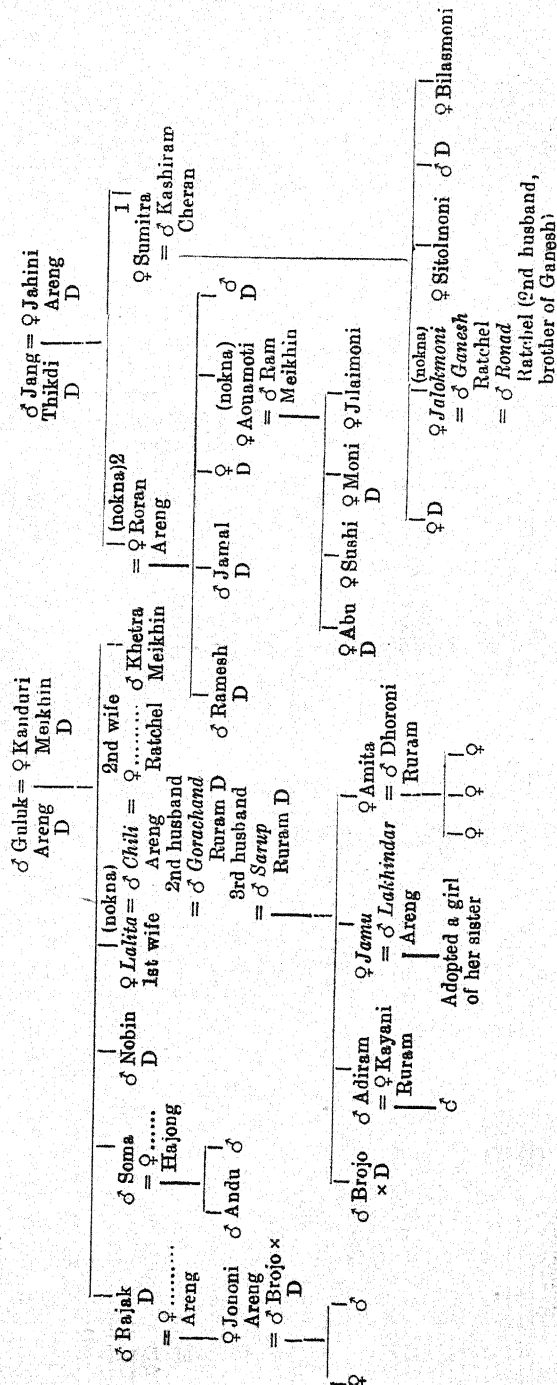 ♂ Guluk = ♀ Kanduri
Areng Meikhin
D D
♂ Jang = ♀ Jahini
Thikdi Areng
D D
♂ Rajak
D
= ♀ .........
Areng
♂ Soma
= ♀ ......
Hajong
♂ Nobin
D
(nokna) 2nd wife
♀ Lalita = ♂ Chili = ♀ ......... ♂ Khetra
1st wife Areng Ratchel Meikhin
2nd husband
= ♂ Gorachand
Ruram D
3rd husband
= ♂ Sarup
Ruram D
(nokna) 2
= ♀ Roran
Areng
1
♀ Sumitra
= ♂ Kashiram
Cheran
♀ Jononi
Areng
= ♂ Brojo ×
D
♀ ♂
♂ Andu ♂
♂ Ramesh
D
♂ Jamal
D
♀
D
(nokna)
♀ Aouamoti
= ♂ Ram
Meikhin
♂
D
♀ Abu ♀ Sushi ♀ Moni ♀ Jilaimoni
D D
♂ Brojo
× D
♂ Adiram
= ♀ Kayani
Ruram
♂
♀ Jamu
= ♂ Lakhindar
Areng
Adopted a girl
of her sister
♀ Amita
= ♂ Dhoroni
Ruram
♀ ♀ ♀
♀ D
(nokna)
♀ Jalokmoni
= ♂ Ganesh
Ratchel
= ♂ Ronad
Ratchel (2nd husband,
brother of Ganesh)
♀ Sitolmoni
♂ D
♀ Bilasmoni